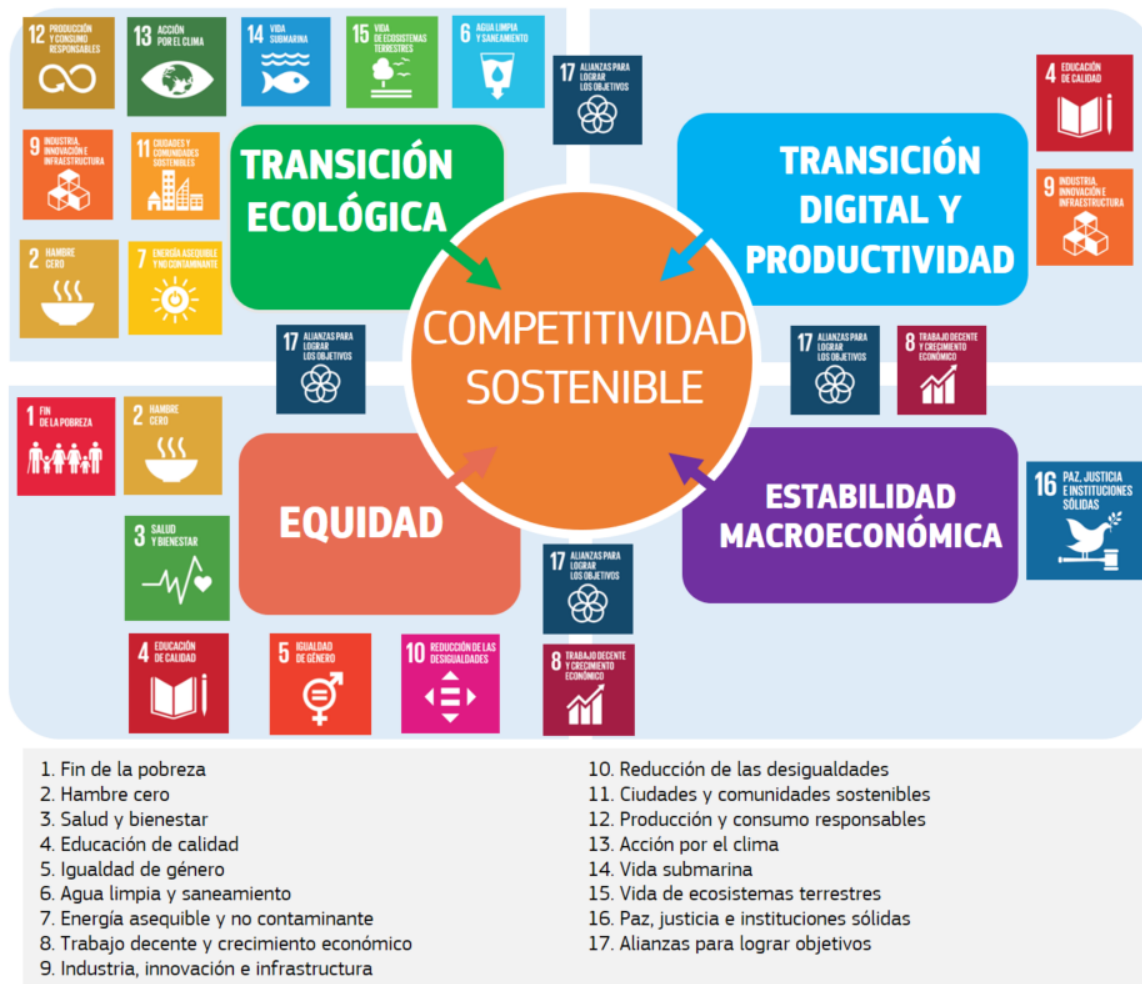 12 PRODUCCIÓN
Y CONSUMO
RESPONSABLES
13 ACCIÓN
POR EL CLIMA
14 VIDA
SUBMARINA
15 VIDA
DE ECOSISTEMAS
TERRESTRES
6 AGUA LIMPIA
Y SANEAMIENTO
17 ALIANZAS PARA
LOGRAR
LOS OBJETIVOS
4 EDUCACIÓN
DE CALIDAD
9 INDUSTRIA,
INNOVACIÓN E
INFRAESTRUCTURA
11 CIUDADES Y
COMUNIDADES
SOSTENIBLES
TRANSICIÓN
ECOLÓGICA
TRANSICIÓN
DIGITAL Y
PRODUCTIVIDAD
9 INDUSTRIA,
INNOVACIÓN E
INFRAESTRUCTURA
2 HAMBRE
CERO
7 ENERGÍA ASEQUIBLE
Y NO CONTAMINANTE
COMPETITIVIDAD
SOSTENIBLE
17 ALIANZAS PARA
LOGRAR
LOS OBJETIVOS
17 ALIANZAS PARA
LOGRAR
LOS OBJETIVOS
8 TRABAJO DECENTE
Y CRECIMIENTO
ECONÓMICO
1 FIN
DE LA POBREZA
2 HAMBRE
CERO
EQUIDAD
ESTABILIDAD
MACROECONÓMICA
16 PAZ, JUSTICIA
E INSTITUCIONES
SÓLIDAS
3 SALUD
Y BIENESTAR
17 ALIANZAS PARA
LOGRAR
LOS OBJETIVOS
4 EDUCACIÓN
DE CALIDAD
5 IGUALDAD
DE GÉNERO
10 REDUCCIÓN DE LAS
DESIGUALDADES
8 TRABAJO DECENTE
Y CRECIMIENTO
ECONÓMICO
1. Fin de la pobreza
2. Hambre cero
3. Salud y bienestar
4. Educación de calidad
5. Igualdad de género
6. Agua limpia y saneamiento
7. Energía asequible y no contaminante
8. Trabajo decente y crecimiento económico
9. Industria, innovación e infrastructura
10. Reducción de las desigualdades
11. Ciudades y comunidades sostenibles
12. Producción y consumo responsables
13. Acción por el clima
14. Vida submarina
15. Vida de ecosistemas terrestres
16. Paz, justicia e instituciones sólidas
17. Alianzas para lograr objetivos